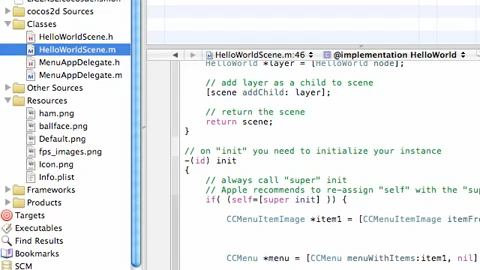 cocos2d Sources
Classes
HelloWorldScene.h
HelloWorldScene.m
MenuAppDelegate.h
MenuAppDelegate.m
Other Sources
Resources
ham.png
ballface.png
Default.png
fps_images.png
Icon.png
Info.plist
Frameworks
Products
Targets
Executables
Find Results
Bookmarks
SCM
HelloWorldScene.m:46
@implementation HelloWorld
HelloWorld *layer = [HelloWorld node];
// add layer as a child to scene
[scene addChild: layer];
// return the scene
return scene;
}
// on "init" you need to initialize your instance
-(id) init
{
// always call "super" init
// Apple recommends to re-assign "self" with the "su
if( (self=[super init] )) {
CCMenuItemImage *item1 = [CCMenuItemImage itemFr
CCMenu *menu = [CCMenu menuWithItems:item1, nil]